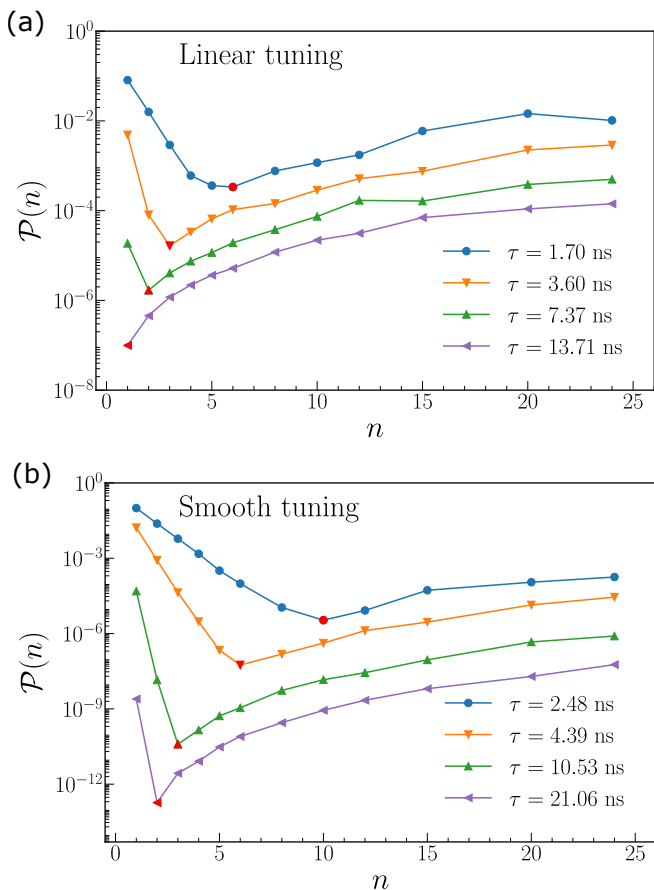 (a)
Linear tuning
10^0
10^−2
10^−4
10^−6
10^−8
P(n)
τ = 1.70 ns
τ = 3.60 ns
τ = 7.37 ns
τ = 13.71 ns
0 5 10 15 20 25
n
(b)
Smooth tuning
10^0
10^−3
10^−6
10^−9
10^−12
P(n)
τ = 2.48 ns
τ = 4.39 ns
τ = 10.53 ns
τ = 21.06 ns
0 5 10 15 20 25
n